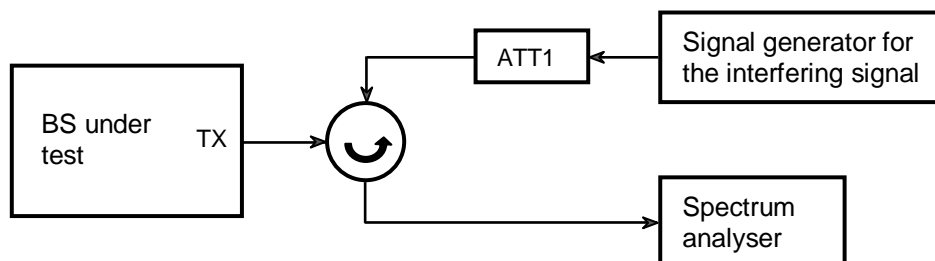 BS under
test
TX
ATT1
Signal generator for
the interfering signal
Spectrum
analyser